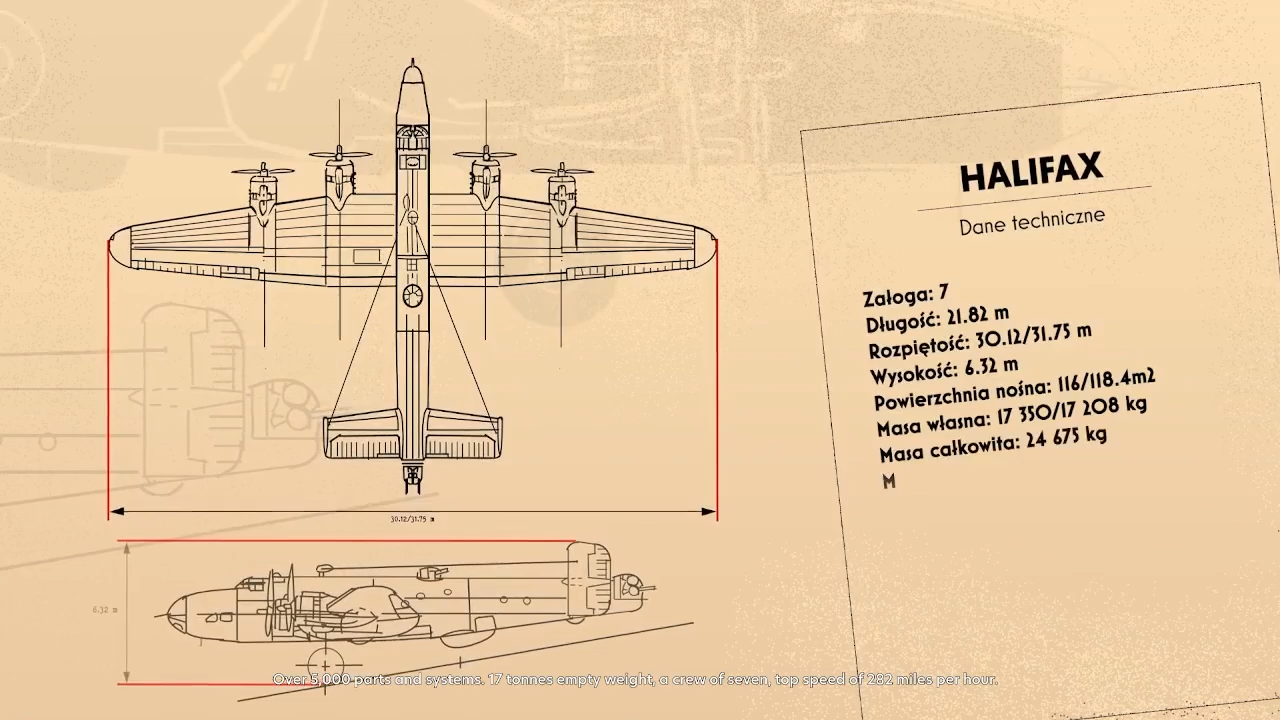 HALIFAX
Dane techniczne
Załoga: 7
Długość: 21.82 m
Rozpiętość: 30.12/31.75 m
Wysokość: 6.32 m
Powierzchnia nośna: 116/118.4m2
Masa własna: 17 350/17 208 kg
Masa całkowita: 24 675 kg
M
30.12/31.75 m
6.32 m
Over 5,000 parts and systems. 17 tonnes empty weight, a crew of seven, top speed of 282 miles per hour.